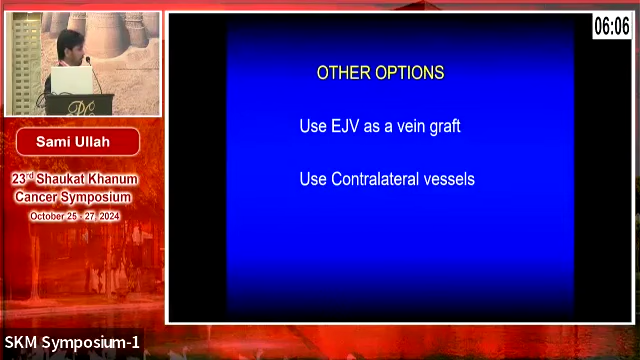 06:06
OTHER OPTIONS
Use EJV as a vein graft
Use Contralateral vessels
PC
Sami Ullah
23rd Shaukat Khanum
Cancer Symposium
October 25 - 27, 2024
SKM Symposium-1